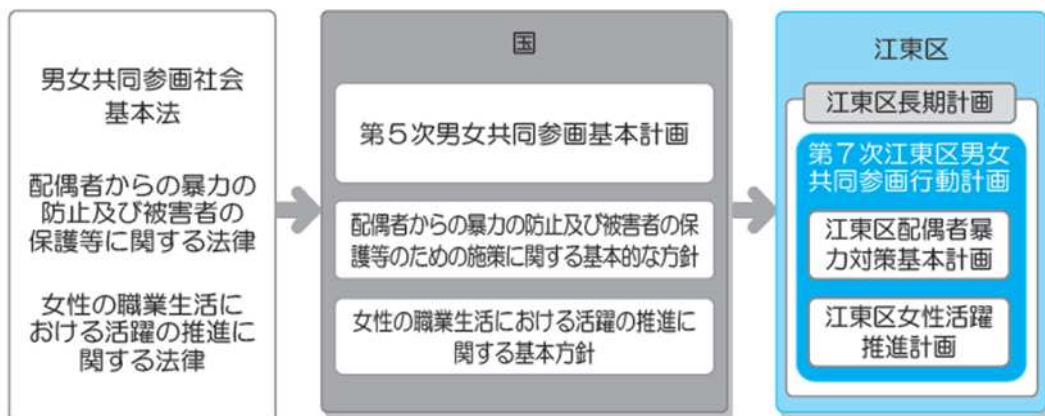 男女共同参画社会
基本法
配偶者からの暴力の
防止及び被害者の
保護等に関する法律
女性の職業生活に
おける活躍の推進に
関する法律
国
第5次男女共同参画基本計画
配偶者からの暴力の防止及び被害者の保
護等のための施策に関する基本的な方針
女性の職業生活における活躍の推進に
関する基本方針
江東区
江東区長期計画
第7次江東区男女
共同参画行動計画
江東区配偶者暴
力対策基本計画
江東区女性活躍
推進計画